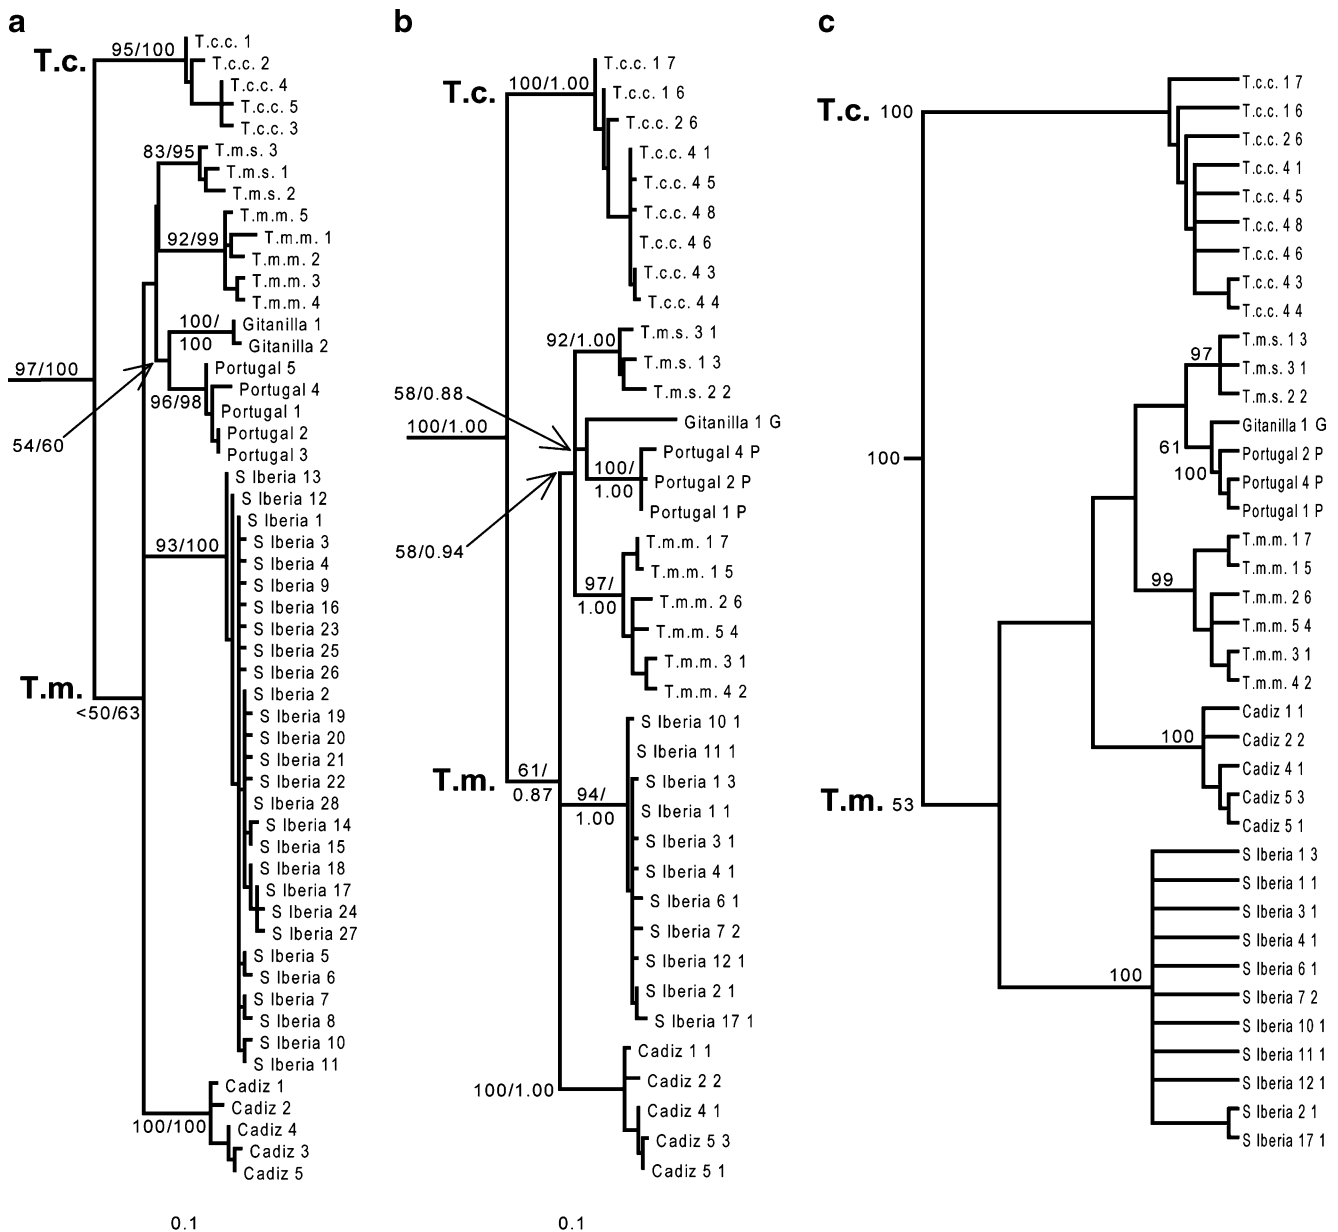 a
T.c.
95/100
T.c.c. 1
T.c.c. 2
T.c.c. 4
T.c.c. 5
T.c.c. 3
83/95
T.m.s. 3
T.m.s. 1
T.m.s. 2
T.m.m. 5
92/99
T.m.m. 1
T.m.m. 2
T.m.m. 3
T.m.m. 4
100/
100
Gitanilla 1
Gitanilla 2
97/100
Portugal 5
Portugal 4
96/98
Portugal 1
Portugal 2
Portugal 3
54/60
S Iberia 13
S Iberia 12
S Iberia 1
S Iberia 3
93/100
S Iberia 4
S Iberia 9
S Iberia 16
S Iberia 23
S Iberia 25
S Iberia 26
T.m.
<50/63
S Iberia 2
S Iberia 19
S Iberia 20
S Iberia 21
S Iberia 22
S Iberia 28
S Iberia 14
S Iberia 15
S Iberia 18
S Iberia 17
S Iberia 24
S Iberia 27
S Iberia 5
S Iberia 6
S Iberia 7
S Iberia 8
S Iberia 10
S Iberia 11
Cadiz 1
Cadiz 2
100/100
Cadiz 4
Cadiz 3
Cadiz 5
0.1
b
T.c.
100/1.00
T.c.c. 1 7
T.c.c. 1 6
T.c.c. 2 6
T.c.c. 4 1
T.c.c. 4 5
T.c.c. 4 8
T.c.c. 4 6
T.c.c. 4 3
T.c.c. 4 4
92/1.00
T.m.s. 3 1
T.m.s. 1 3
T.m.s. 2 2
58/0.88
100/1.00
Gitanilla 1 G
Portugal 4 P
100/
1.00
Portugal 2 P
Portugal 1 P
58/0.94
T.m.m. 1 7
T.m.m. 1 5
97/
1.00
T.m.m. 2 6
T.m.m. 5 4
T.m.m. 3 1
T.m.m. 4 2
S Iberia 10 1
S Iberia 11 1
T.m.
61/
0.87
94/
1.00
S Iberia 1 3
S Iberia 1 1
S Iberia 3 1
S Iberia 4 1
S Iberia 6 1
S Iberia 7 2
S Iberia 12 1
S Iberia 2 1
S Iberia 17 1
Cadiz 1 1
100/1.00
Cadiz 2 2
Cadiz 4 1
Cadiz 5 3
Cadiz 5 1
0.1
c
T.c. 100
T.c.c. 1 7
T.c.c. 1 6
T.c.c. 2 6
T.c.c. 4 1
T.c.c. 4 5
T.c.c. 4 8
T.c.c. 4 6
T.c.c. 4 3
T.c.c. 4 4
97
T.m.s. 1 3
T.m.s. 3 1
T.m.s. 2 2
Gitanilla 1 G
61
100
Portugal 2 P
100
Portugal 4 P
Portugal 1 P
T.m.m. 1 7
T.m.m. 1 5
99
T.m.m. 2 6
T.m.m. 5 4
T.m.m. 3 1
T.m.m. 4 2
Cadiz 1 1
100
Cadiz 2 2
Cadiz 4 1
Cadiz 5 3
Cadiz 5 1
T.m. 53
S Iberia 1 3
S Iberia 1 1
S Iberia 3 1
S Iberia 4 1
100
S Iberia 6 1
S Iberia 7 2
S Iberia 10 1
S Iberia 11 1
S Iberia 12 1
S Iberia 2 1
S Iberia 17 1